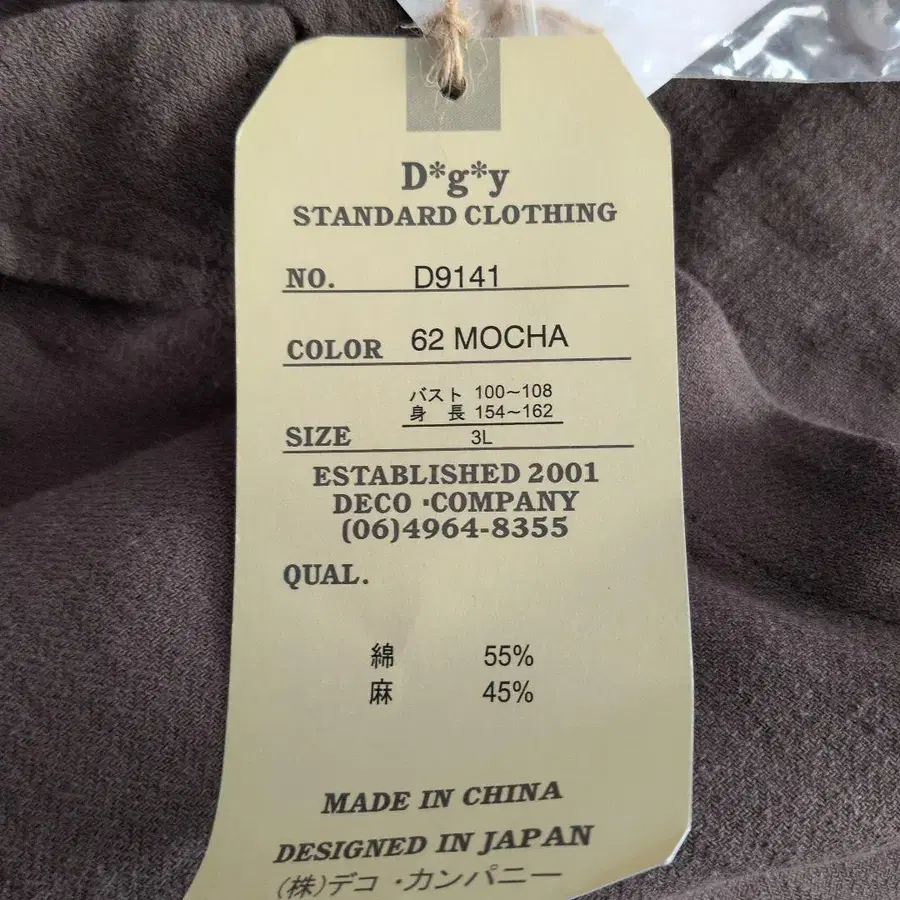 D*g*y
STANDARD CLOTHING
NO. D9141
COLOR 62 MOCHA
バスト 100～108
身 長 154～162
SIZE 3L
ESTABLISHED 2001
DECO ･COMPANY
(06)4964-8355
QUAL.
綿 55%
麻 45%
MADE IN CHINA
DESIGNED IN JAPAN
(株)デコ ･カンパニー